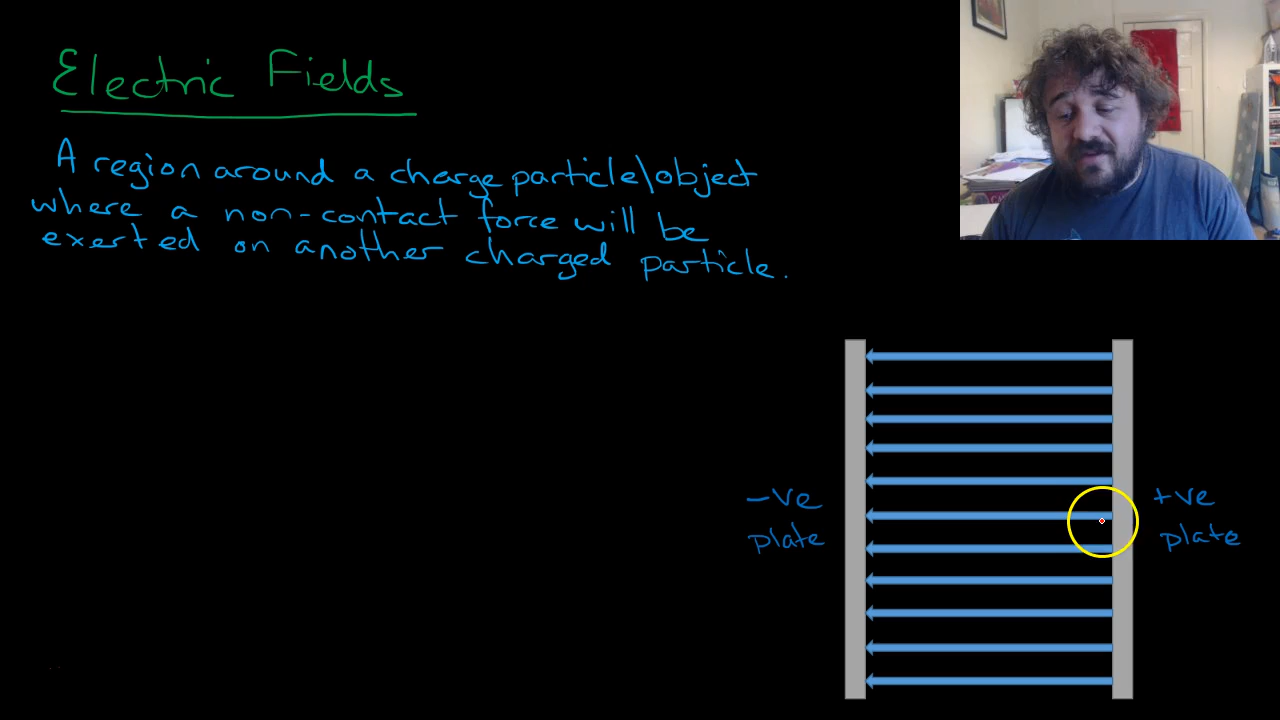 Electric Fields
A region around a charge particle\object
where a non-contact force will be
exerted on another charged particle.
-ve
plate
+ve
plate